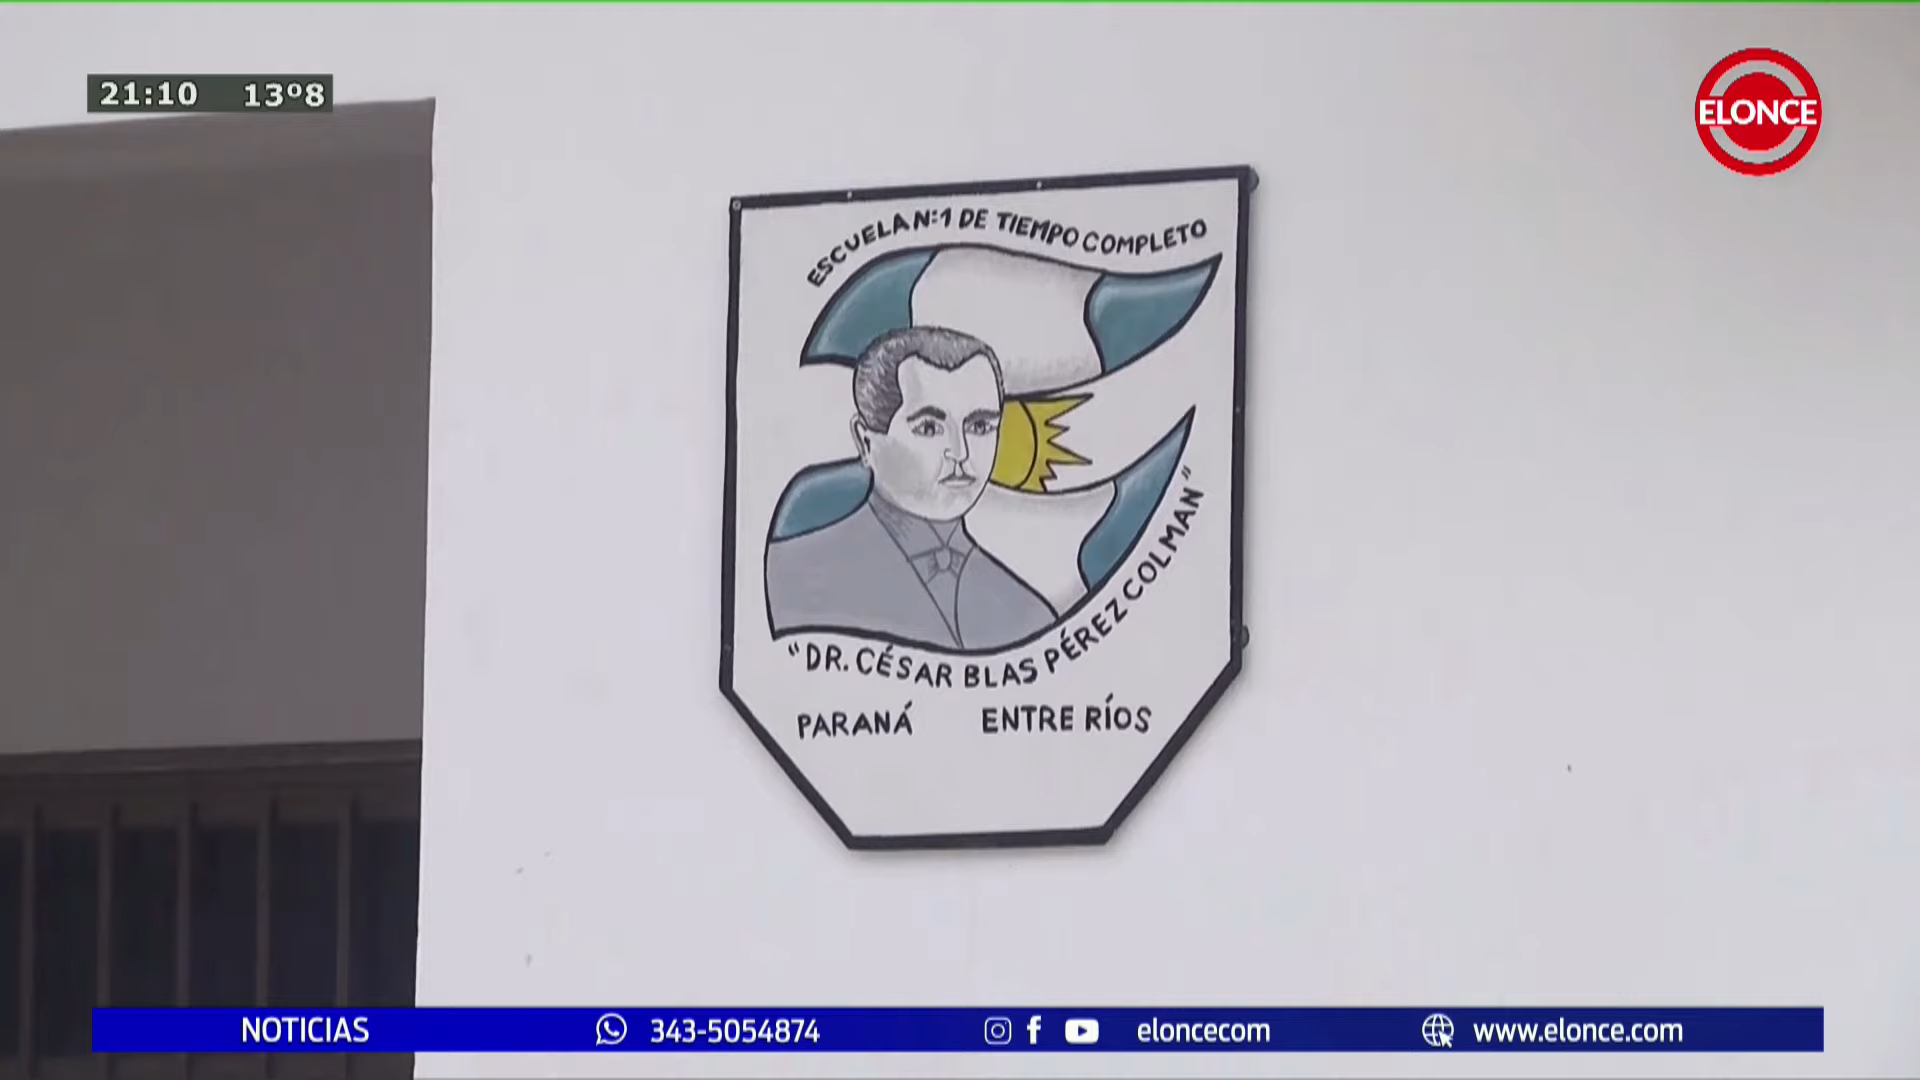 21:10 13º8
ELONCE
ESCUELA N:1 DE TIEMPO COMPLETO
"DR. CÉSAR BLAS PÉREZ COLMAN"
PARANÁ ENTRE RÍOS
NOTICIAS 343-5054874 eloncecom www.elonce.com